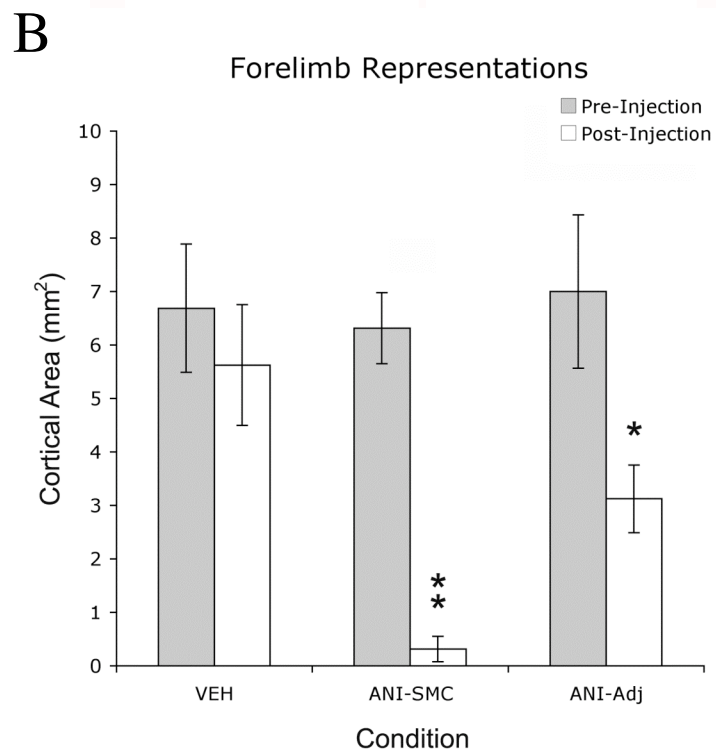 B
Forelimb Representations
Pre-Injection
Post-Injection
10
9
8
7
6
5
4
3
2
1
0
Cortical Area (mm²)
*
*
*
VEH
ANI-SMC
ANI-Adj
Condition